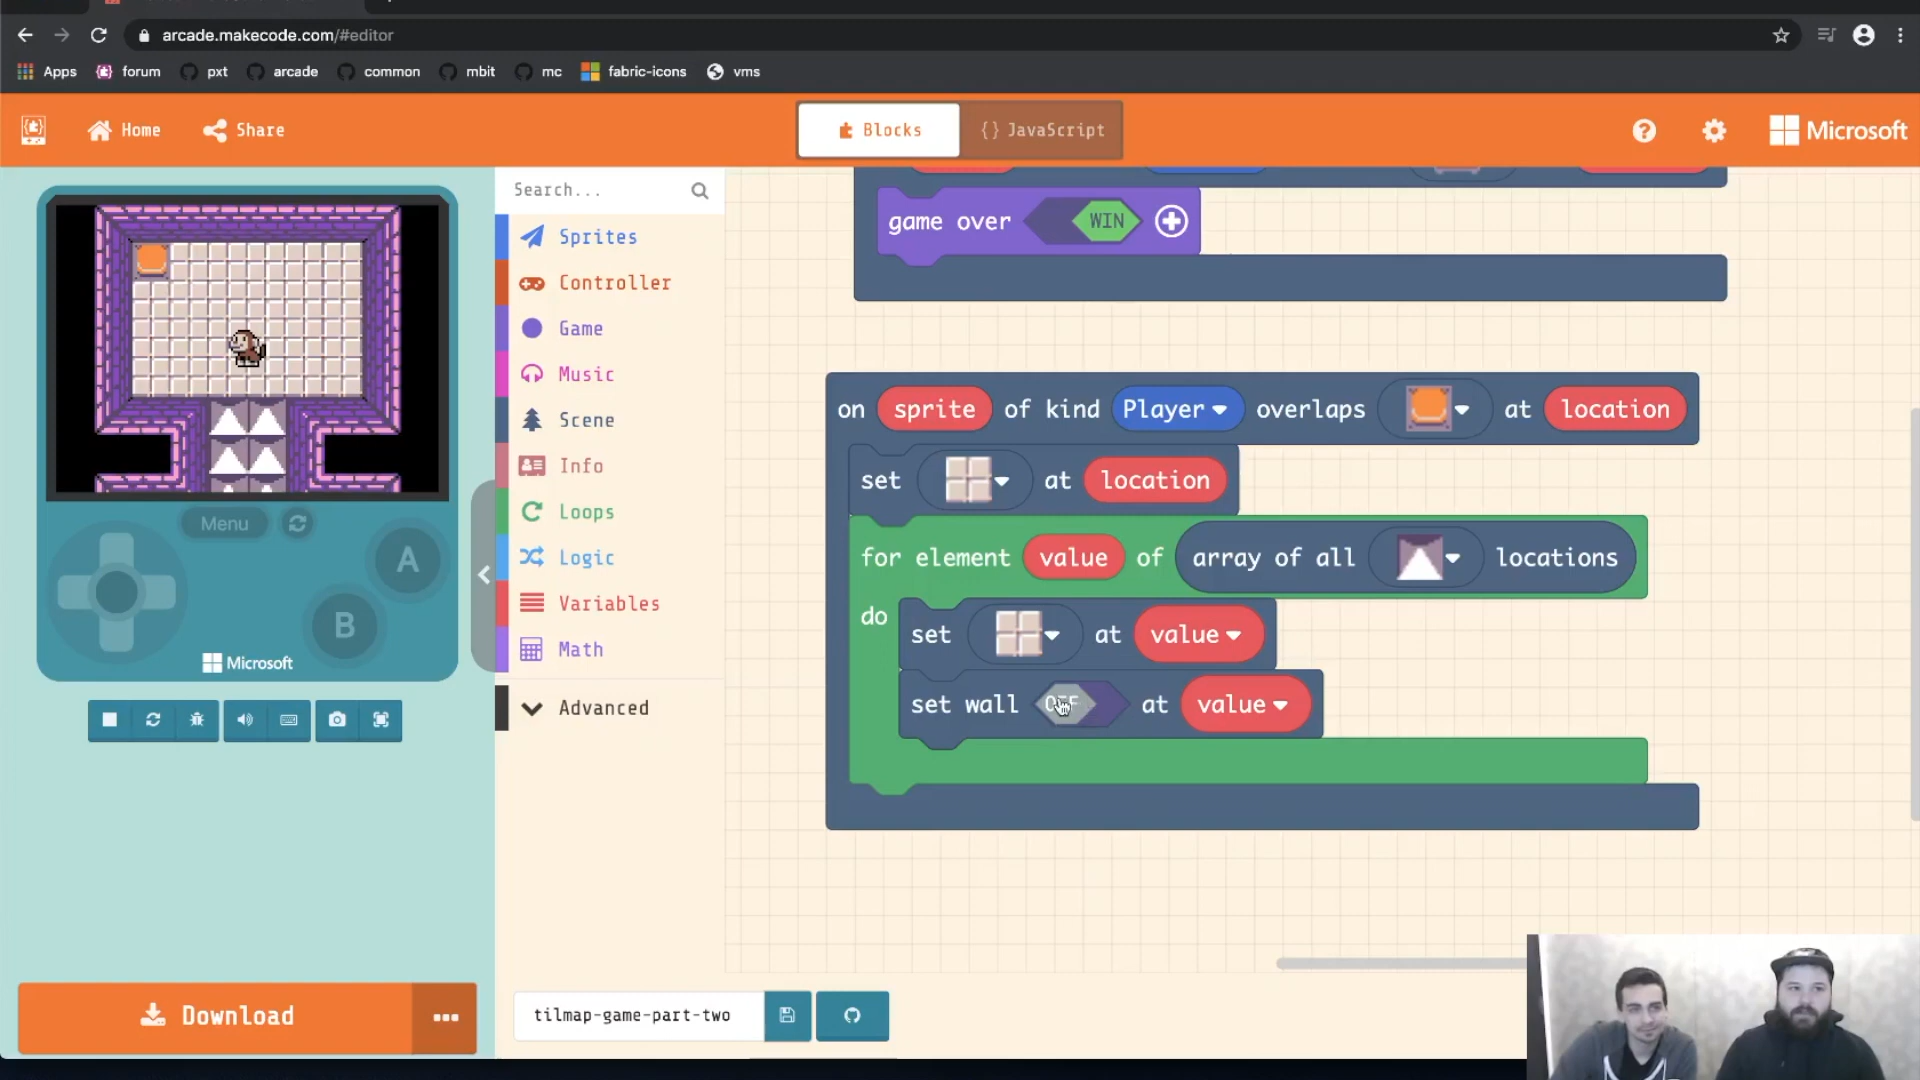 arcade.makecode.com/#editor
Apps forum pxt arcade common mbit mc fabric-icons vms
Home Share Blocks {} JavaScript Microsoft
Search...
Sprites
Controller
Game
Music
Scene
Info
Loops
Logic
Variables
Math
Advanced
Menu
A
B
Microsoft
game over WIN
on sprite of kind Player overlaps at location
set at location
for element value of array of all locations
do set at value
set wall OFF at value
Download ...
tilmap-game-part-two